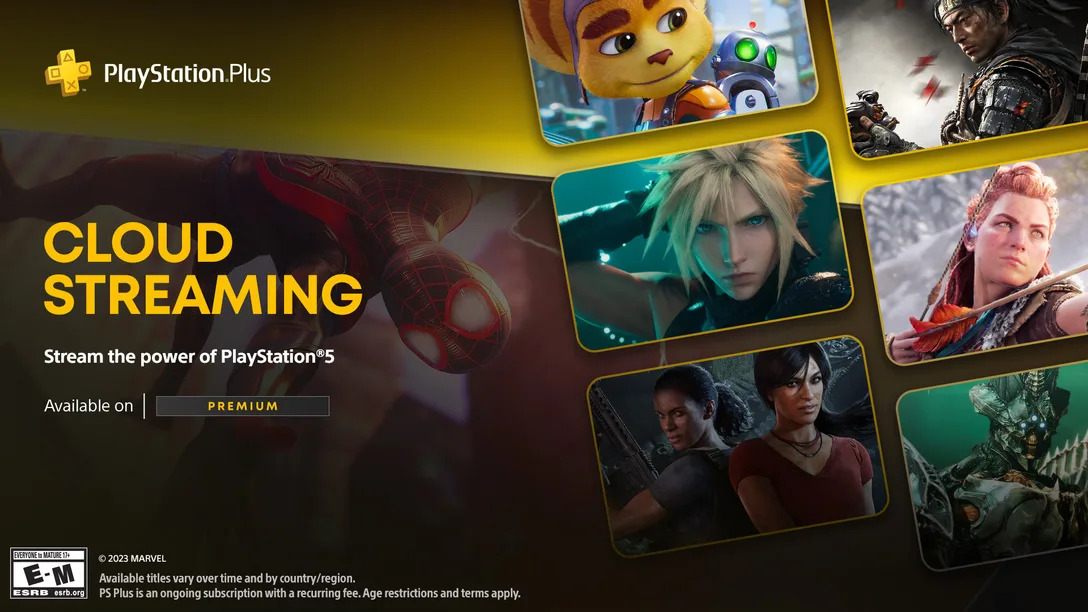 PlayStation.Plus
CLOUD
STREAMING
Stream the power of PlayStation®5
Available on | PREMIUM
EVERYONE to MATURE 17+
E-M
ESRB esrb.org
© 2023 MARVEL
Available titles vary over time and by country/region.
PS Plus is an ongoing subscription with a recurring fee. Age restrictions and terms apply.